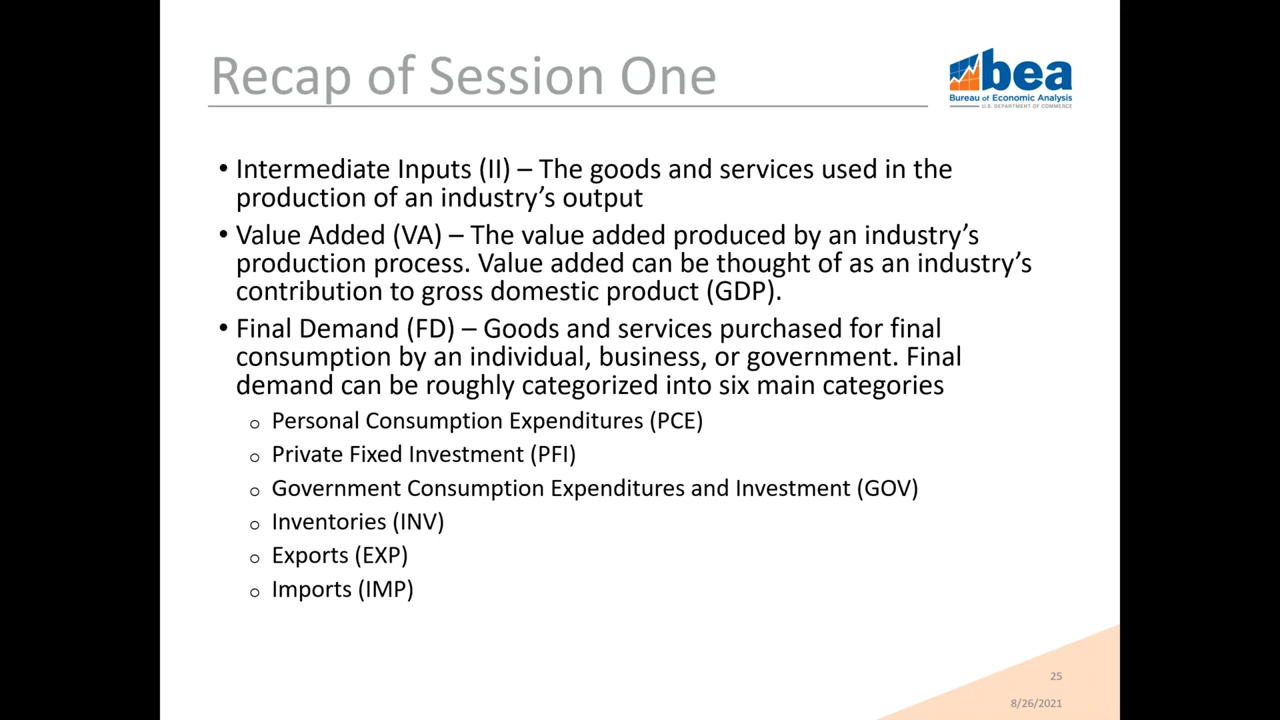 Recap of Session One
bea
Bureau of Economic Analysis
U.S. DEPARTMENT OF COMMERCE
• Intermediate Inputs (II) – The goods and services used in the
production of an industry’s output
• Value Added (VA) – The value added produced by an industry’s
production process. Value added can be thought of as an industry’s
contribution to gross domestic product (GDP).
• Final Demand (FD) – Goods and services purchased for final
consumption by an individual, business, or government. Final
demand can be roughly categorized into six main categories
o Personal Consumption Expenditures (PCE)
o Private Fixed Investment (PFI)
o Government Consumption Expenditures and Investment (GOV)
o Inventories (INV)
o Exports (EXP)
o Imports (IMP)
25
8/26/2021